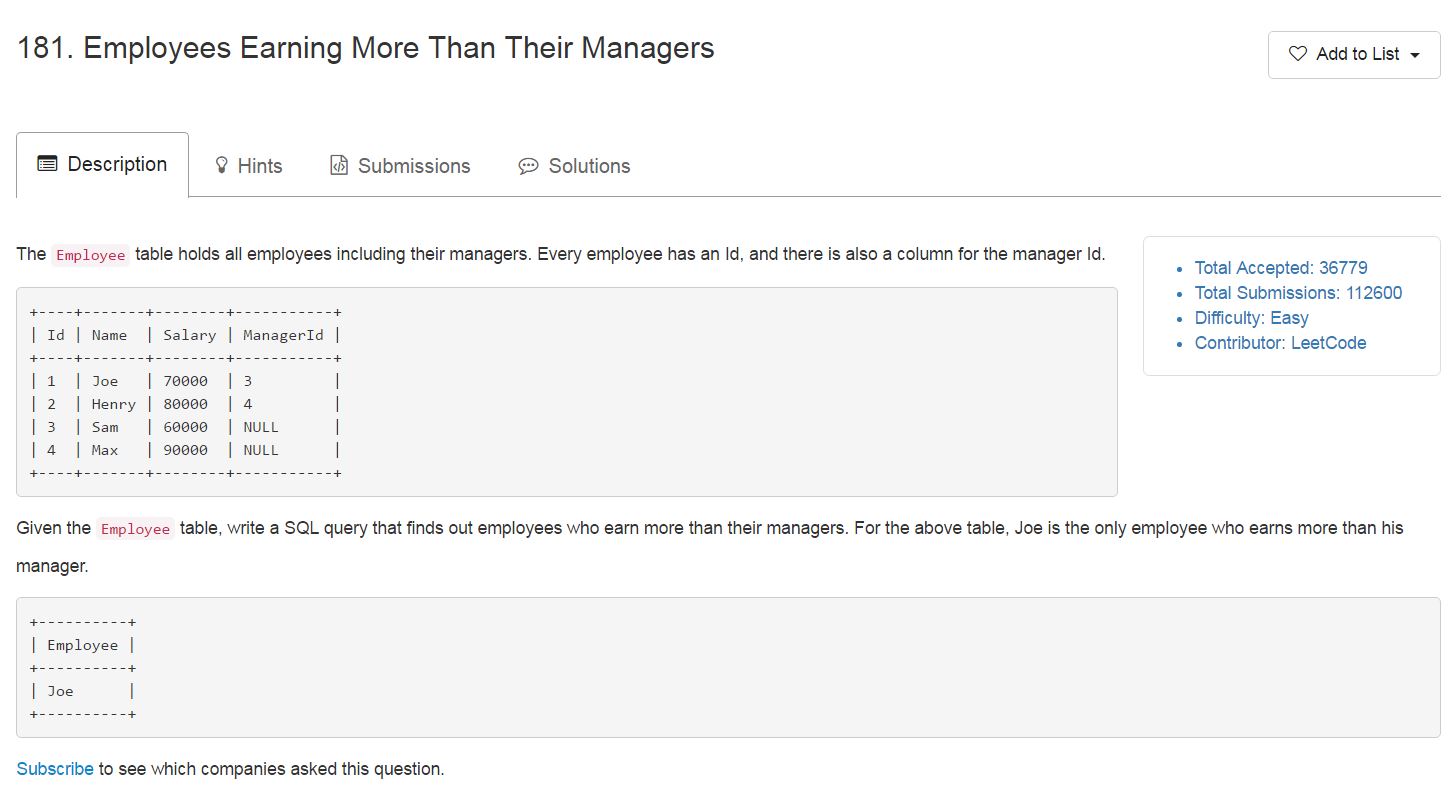 181. Employees Earning More Than Their Managers
Add to List
Description Hints Submissions Solutions
The Employee table holds all employees including their managers. Every employee has an Id, and there is also a column for the manager Id.
+----+-------+--------+-----------+
| Id | Name  | Salary | ManagerId |
+----+-------+--------+-----------+
| 1  | Joe   | 70000  | 3         |
| 2  | Henry | 80000  | 4         |
| 3  | Sam   | 60000  | NULL      |
| 4  | Max   | 90000  | NULL      |
+----+-------+--------+-----------+
Total Accepted: 36779
Total Submissions: 112600
Difficulty: Easy
Contributor: LeetCode
Given the Employee table, write a SQL query that finds out employees who earn more than their managers. For the above table, Joe is the only employee who earns more than his
manager.
+----------+
| Employee |
+----------+
| Joe      |
+----------+
Subscribe to see which companies asked this question.